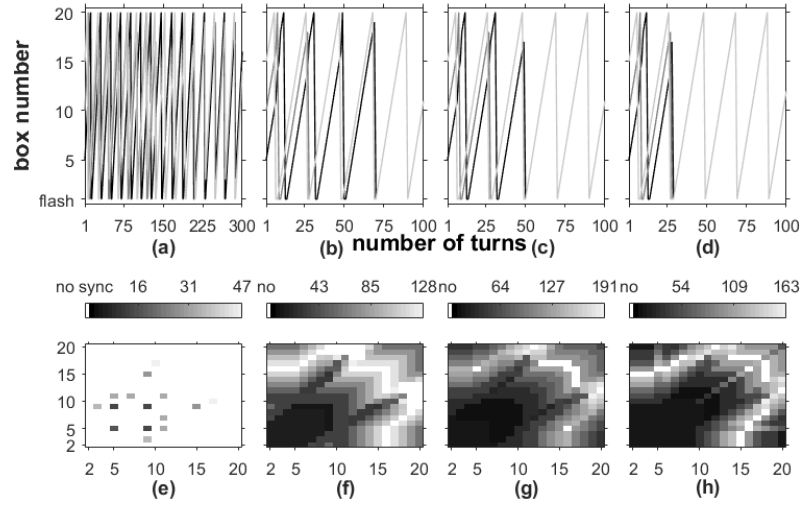 box number
20
15
10
5
flash
1 75 150 225 300
1 25 50 75 100
1 25 50 75 100
1 25 50 75 100
(a) (b) number of turns (c) (d)
no sync 16 31 47
no 43 85 128
no 64 127 191
no 54 109 163
20
15
10
5
2
2 5 10 15 20
2 5 10 15 20
2 5 10 15 20
2 5 10 15 20
(e) (f) (g) (h)